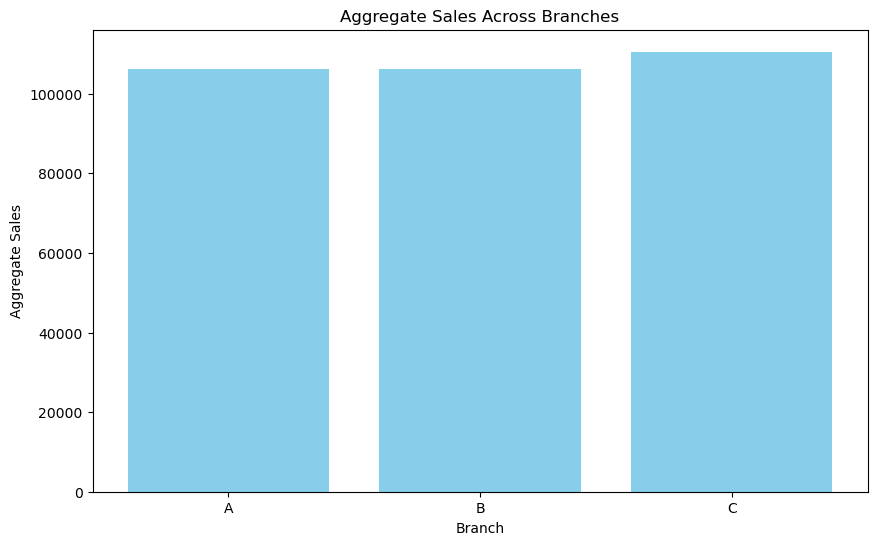 Aggregate Sales Across Branches
Aggregate Sales
100000
80000
60000
40000
20000
0
A B C
Branch